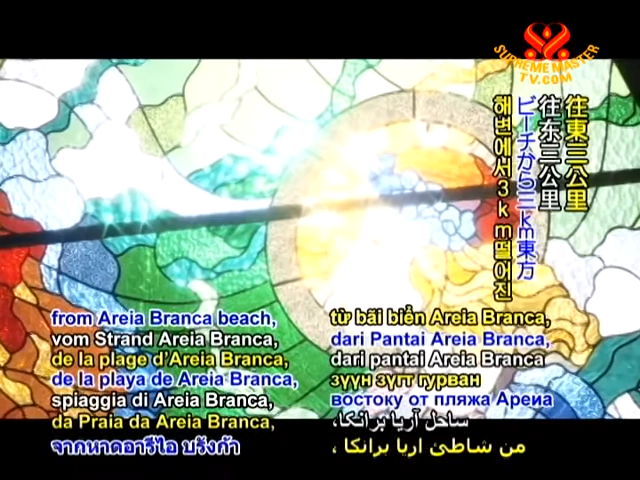 SUPREME MASTER
TV.COM
往東三公里
往东三公里
ビーチから三km東方
해변에서3km떨어진
from Areia Branca beach,
vom Strand Areia Branca,
de la plage d'Areia Branca,
de la playa de Areia Branca,
spiaggia di Areia Branca,
da Praia da Areia Branca,
จากหาดอารีไอ บรังก้า
từ bãi biển Areia Branca,
dari Pantai Areia Branca,
dari pantai Areia Branca
зүүн зүгт гурван
востоку от пляжа Ареиа
ساحل آریا برانکا،
من شاطئ اريا برانكا ،